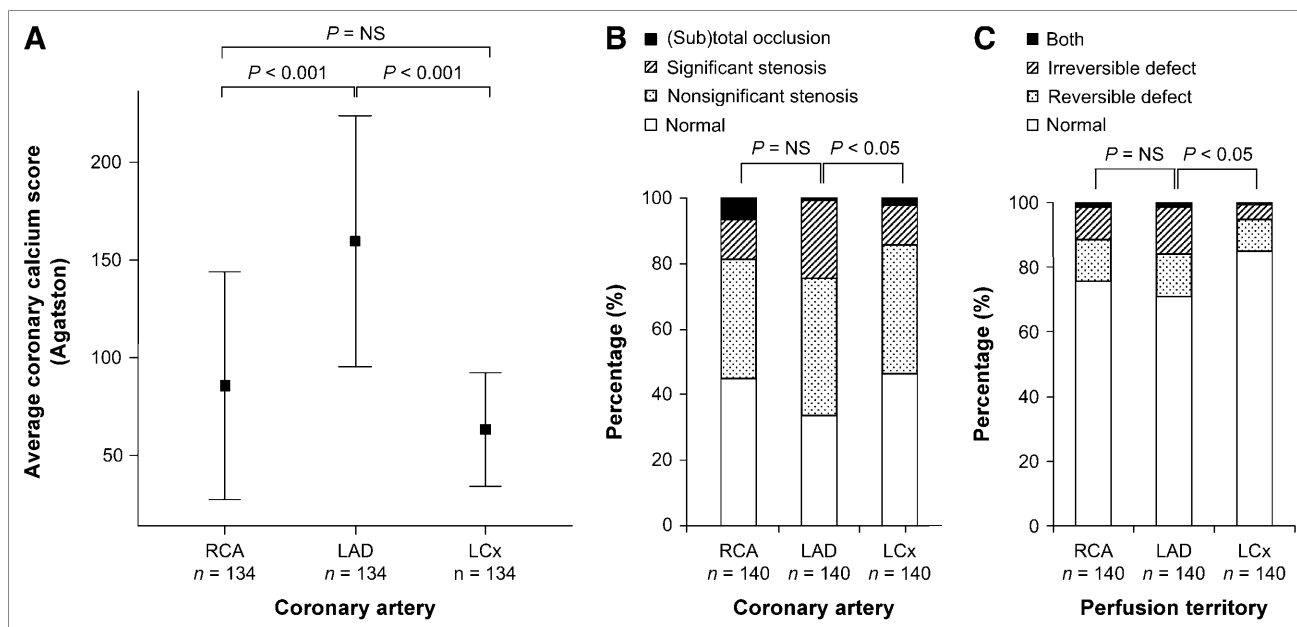 A
P = NS
P < 0.001
P < 0.001
Average coronary calcium score
(Agatston)
200
150
100
50
RCA
LAD
LCx
n = 134
n = 134
n = 134
Coronary artery
B
(Sub)total occlusion
Significant stenosis
Nonsignificant stenosis
Normal
P = NS
P < 0.05
Percentage (%)
100
80
60
40
20
0
RCA
LAD
LCx
n = 140
n = 140
n = 140
Coronary artery
C
Both
Irreversible defect
Reversible defect
Normal
P = NS
P < 0.05
Percentage (%)
100
80
60
40
20
0
RCA
LAD
LCx
n = 140
n = 140
n = 140
Perfusion territory